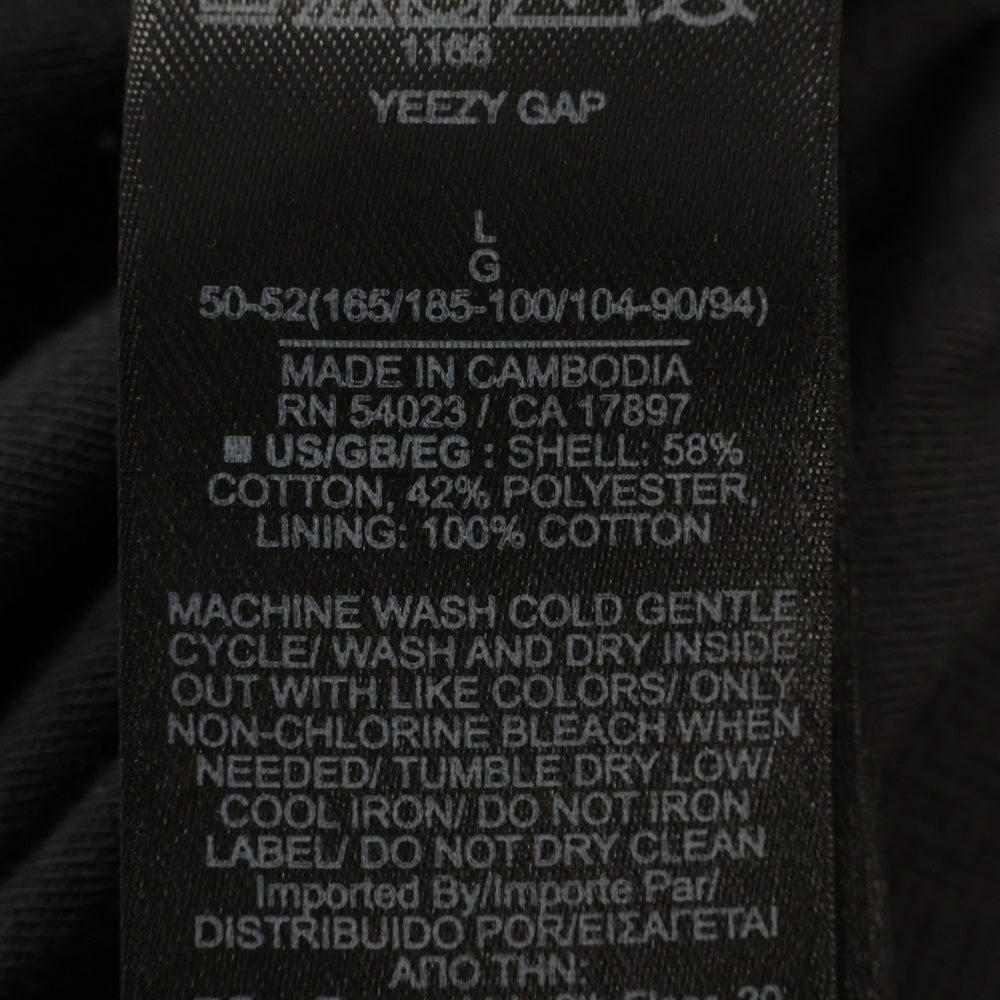 1166
YEEZY GAP
L
G
50-52(165/185-100/104-90/94)
MADE IN CAMBODIA
RN 54023 / CA 17897
US/GB/EG : SHELL: 58%
COTTON, 42% POLYESTER,
LINING: 100% COTTON
MACHINE WASH COLD GENTLE
CYCLE/ WASH AND DRY INSIDE
OUT WITH LIKE COLORS/ ONLY
NON-CHLORINE BLEACH WHEN
NEEDED/ TUMBLE DRY LOW/
COOL IRON/ DO NOT IRON
LABEL/ DO NOT DRY CLEAN
Imported By/Importe Par/
DISTRIBUIDO POR/ΕΙΣΑΓΕΤΑΙ
ΑΠΟ ΤΗΝ: